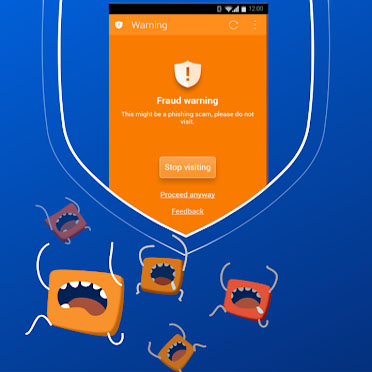 12:00
Warning
Fraud warning
This might be a phishing scam, please do not
visit.
Stop visiting
Proceed anyway
Feedback